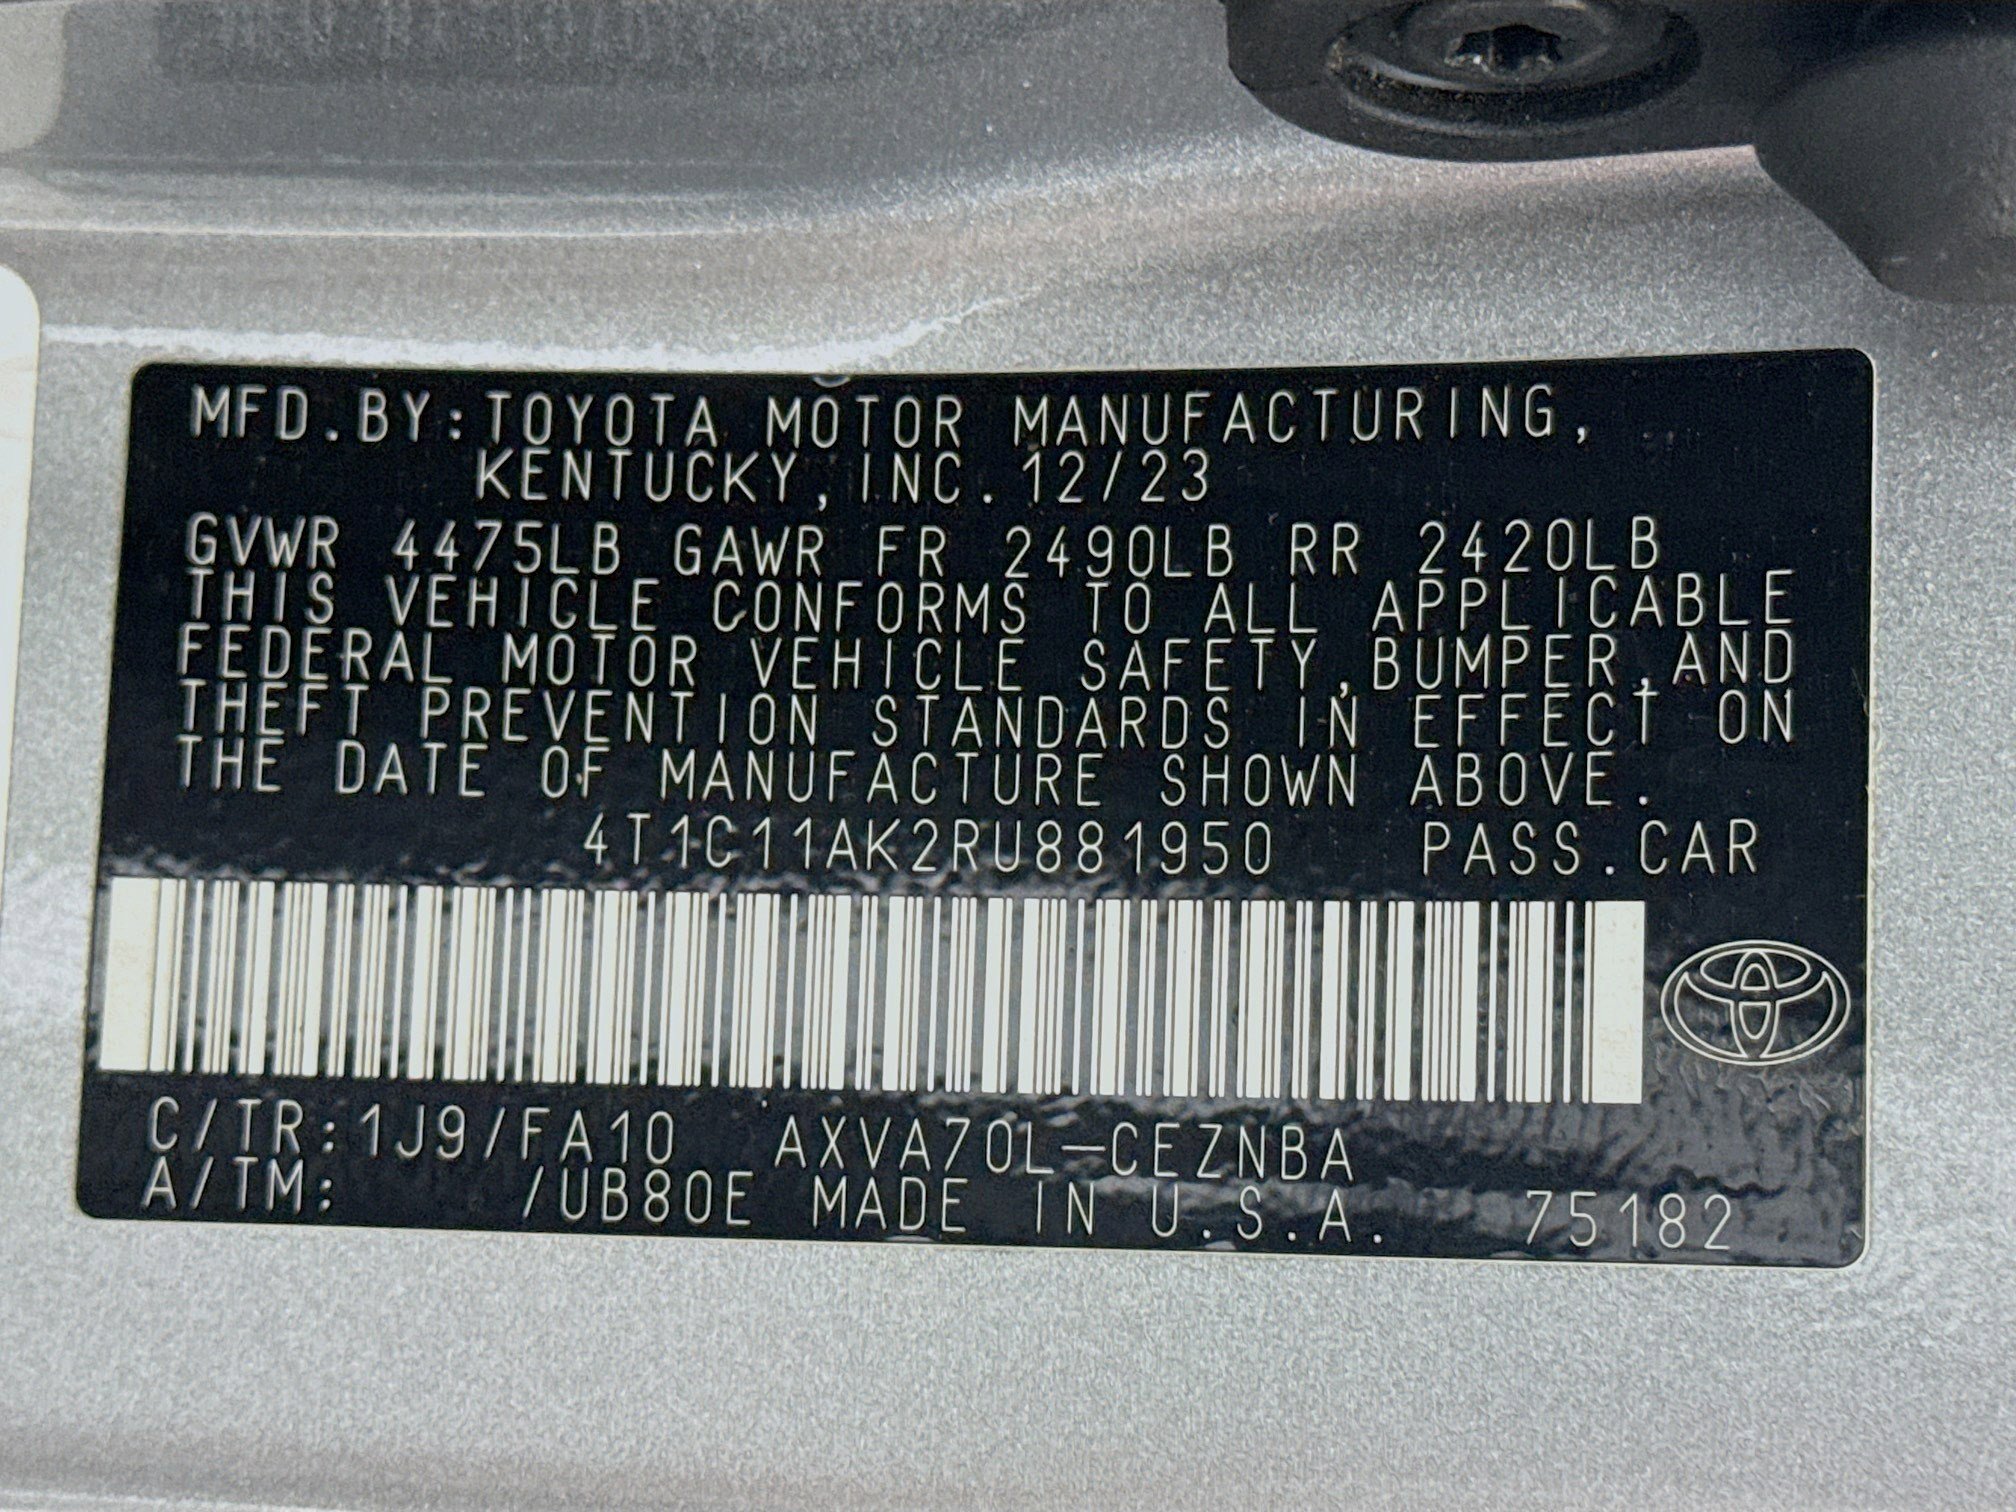 MFD.BY:TOYOTA MOTOR MANUFACTURING,
KENTUCKY,INC.12/23
GVWR 4475LB GAWR FR 2490LB RR 2420LB
THIS VEHICLE CONFORMS TO ALL APPLICABLE
FEDERAL MOTOR VEHICLE SAFETY,BUMPER,AND
THEFT PREVENTION STANDARDS IN EFFECT ON
THE DATE OF MANUFACTURE SHOWN ABOVE.
4T1C11AK2RU881950 PASS.CAR
C/TR:1J9/FA10 AXVA70L-CEZNBA
A/TM: /UB80E MADE IN U.S.A. 75182